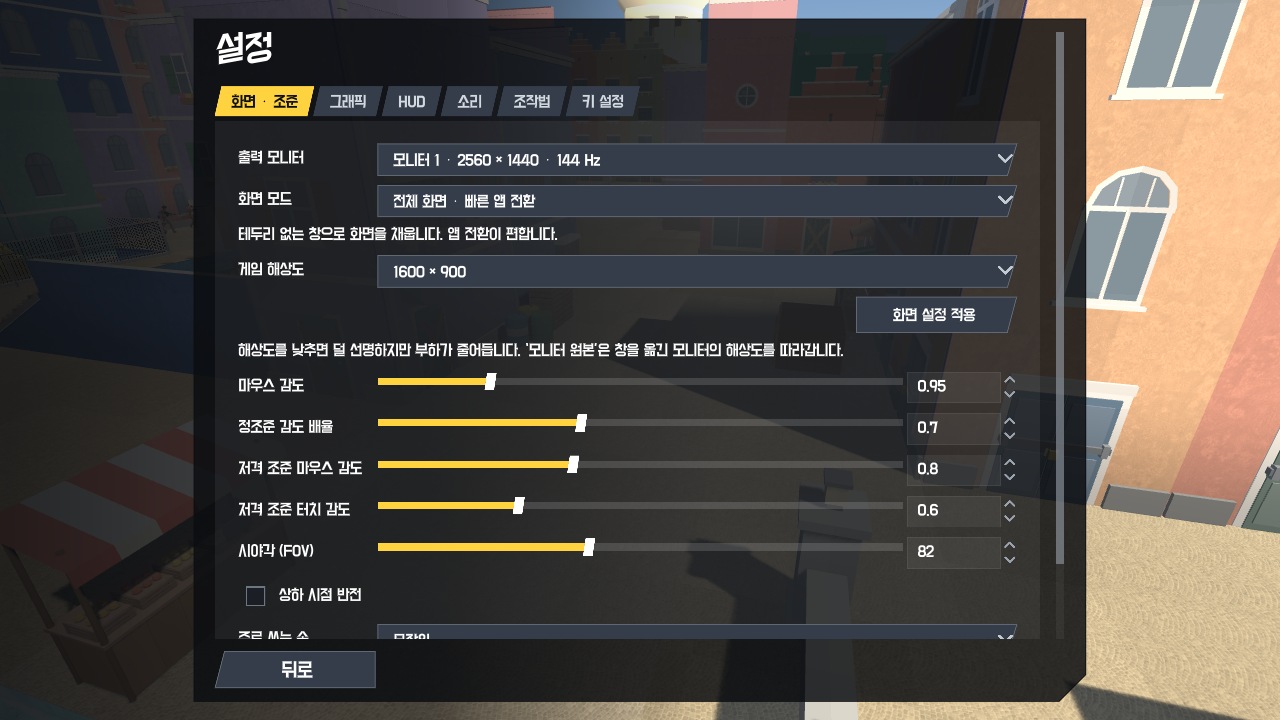 설정
화면 · 조준
그래픽
HUD
소리
조작법
키 설정
출력 모니터
모니터 1 · 2560 × 1440 · 144 Hz
화면 모드
전체 화면 · 빠른 앱 전환
테두리 없는 창으로 화면을 채웁니다. 앱 전환이 편합니다.
게임 해상도
1600 × 900
화면 설정 적용
해상도를 낮추면 덜 선명하지만 부하가 줄어듭니다. '모니터 원본'은 창을 옮긴 모니터의 해상도를 따라갑니다.
마우스 감도
0.95
정조준 감도 배율
0.7
저격 조준 마우스 감도
0.8
저격 조준 터치 감도
0.6
시야각 (FOV)
82
상하 시점 반전
주로 쓰는 손
뒤로